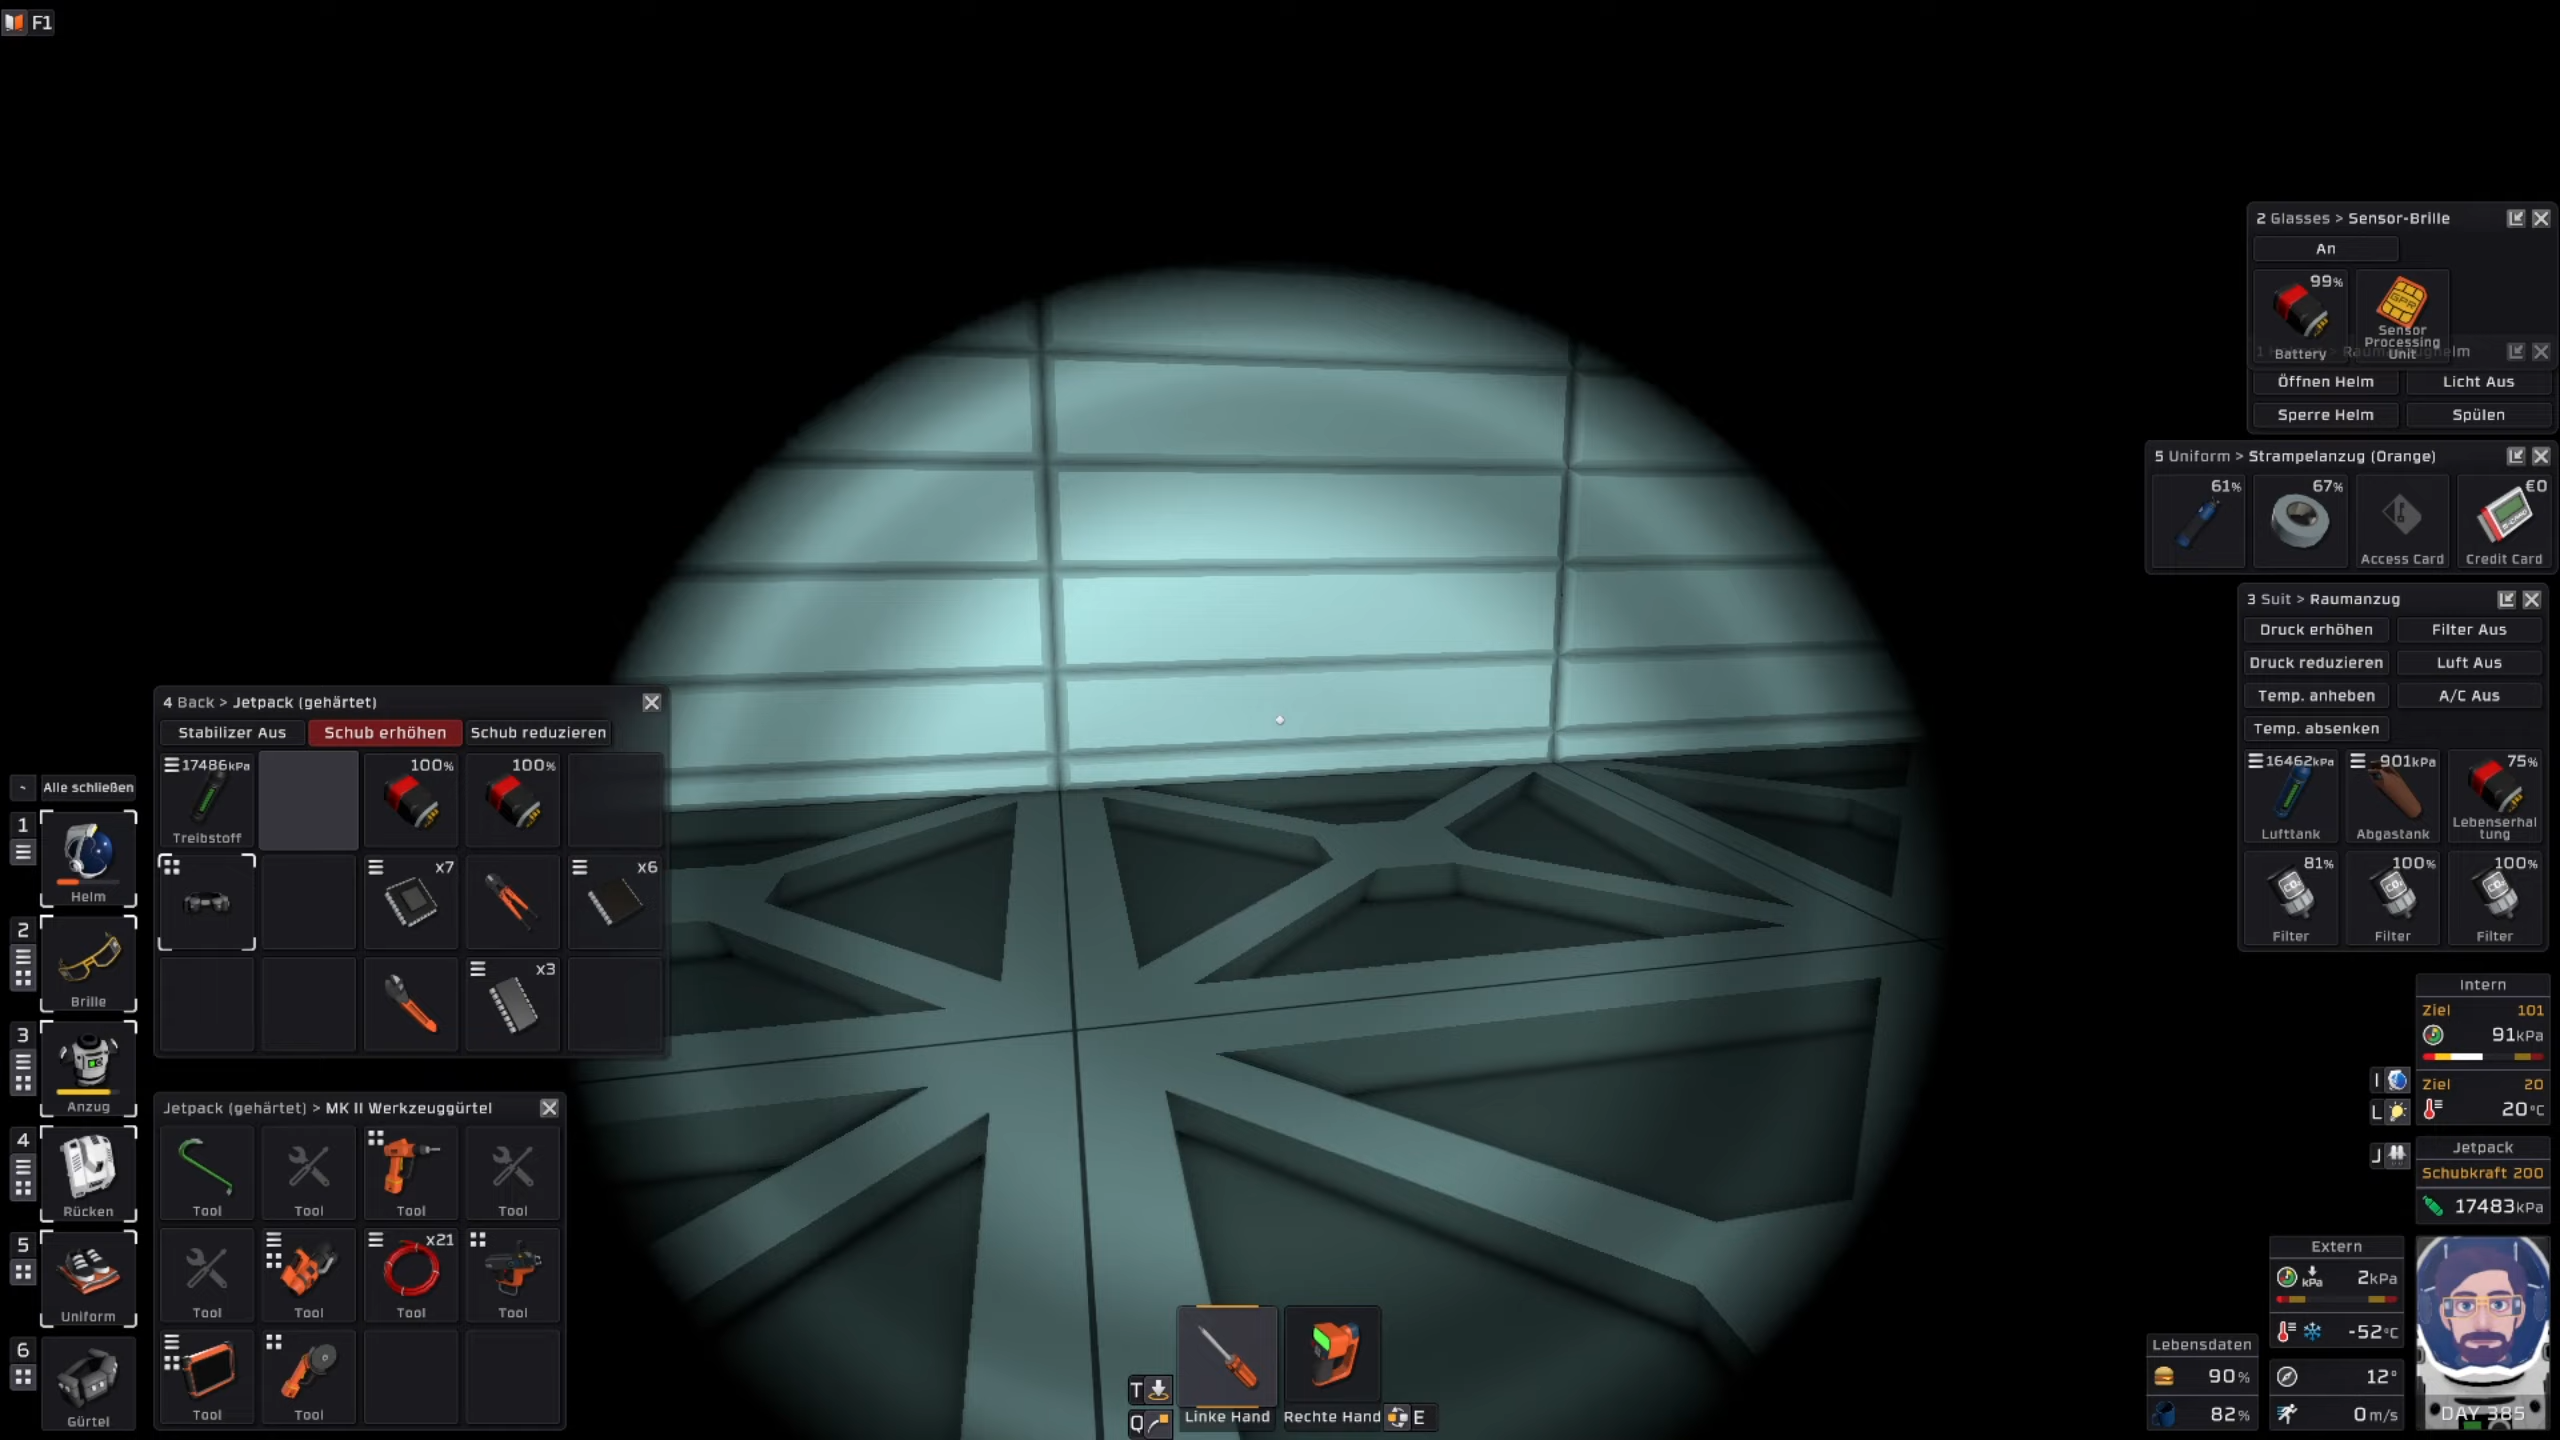 F1
2 Glasses > Sensor-Brille
An
99%
Battery
Sensor Processing Unit
Öffnen Helm
Licht Aus
Sperre Helm
Spülen
5 Uniform > Strampelanzug (Orange)
61%
67%
€0
Access Card
Credit Card
3 Suit > Raumanzug
Druck erhöhen
Filter Aus
Druck reduzieren
Luft Aus
Temp. anheben
A/C Aus
Temp. absenken
16462kPa
901kPa
75%
Lufttank
Abgastank
Lebenserhal
tung
81%
100%
100%
Filter
Filter
Filter
4 Back > Jetpack (gehärtet)
Stabilizer Aus
Schub erhöhen
Schub reduzieren
17486kPa
100%
100%
Treibstoff
x7
x6
x3
~ Alle schließen
1
Helm
2
Brille
3
Anzug
4
Rücken
5
Uniform
6
Gürtel
Jetpack (gehärtet) > MK II Werkzeuggürtel
Tool
Tool
Tool
Tool
x21
Tool
Tool
Tool
Tool
Tool
Tool
T
Q
Linke Hand
Rechte Hand
E
Intern
Ziel 101
91kPa
Ziel 20
20°C
I
L
J
Jetpack
Schubkraft 200
17483kPa
Extern
kPa
2kPa
-52°C
12°
0m/s
Lebensdaten
90%
82%
DAY 385